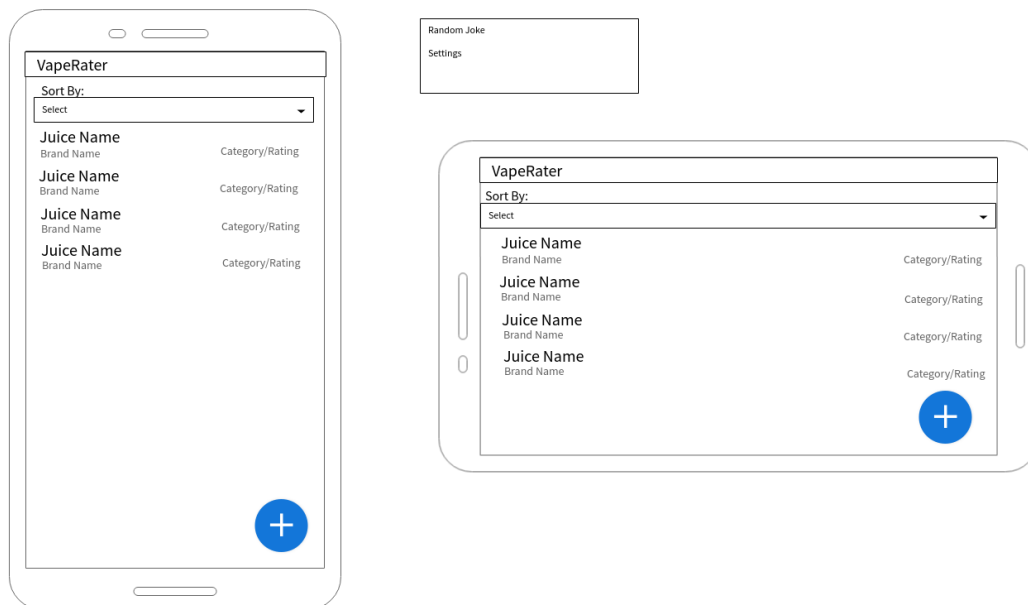 VapeRater
Sort By:
Select
Juice Name
Brand Name
Category/Rating
Juice Name
Brand Name
Category/Rating
Juice Name
Brand Name
Category/Rating
Juice Name
Brand Name
Category/Rating
Random Joke
Settings
VapeRater
Sort By:
Select
Juice Name
Brand Name
Category/Rating
Juice Name
Brand Name
Category/Rating
Juice Name
Brand Name
Category/Rating
Juice Name
Brand Name
Category/Rating